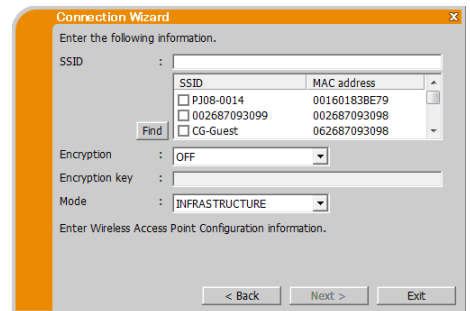 Connection Wizard x
Enter the following information.
SSID :
SSID MAC address
PJ08-0014 00160183BE79
002687093099 002687093098
Find CG-Guest 062687093098
Encryption : OFF
Encryption key :
Mode : INFRASTRUCTURE
Enter Wireless Access Point Configuration information.
< Back Next > Exit